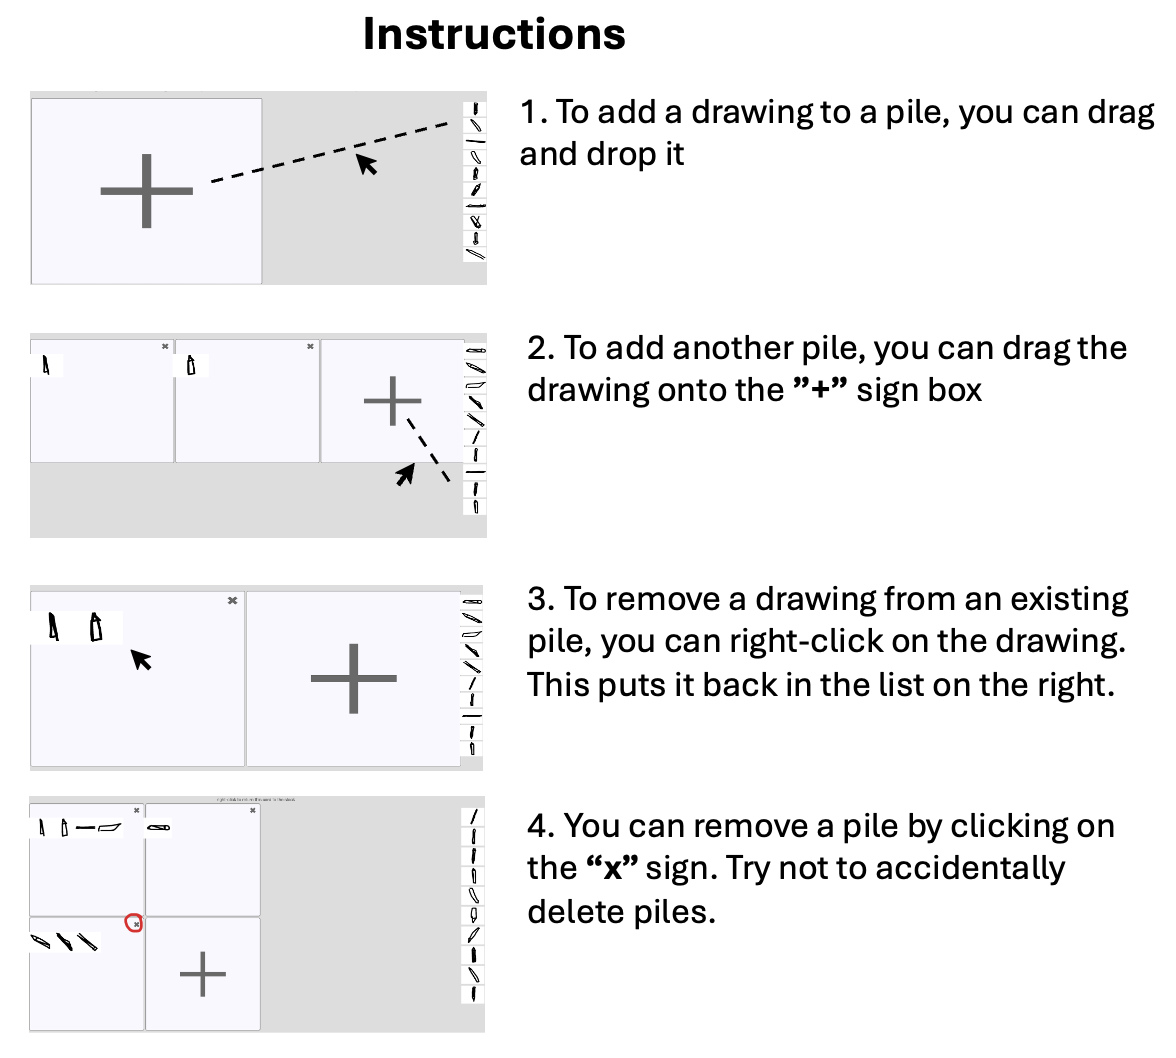 Instructions
1. To add a drawing to a pile, you can drag
and drop it
2. To add another pile, you can drag the
drawing onto the ”+” sign box
3. To remove a drawing from an existing
pile, you can right-click on the drawing.
This puts it back in the list on the right.
4. You can remove a pile by clicking on
the “x” sign. Try not to accidentally
delete piles.